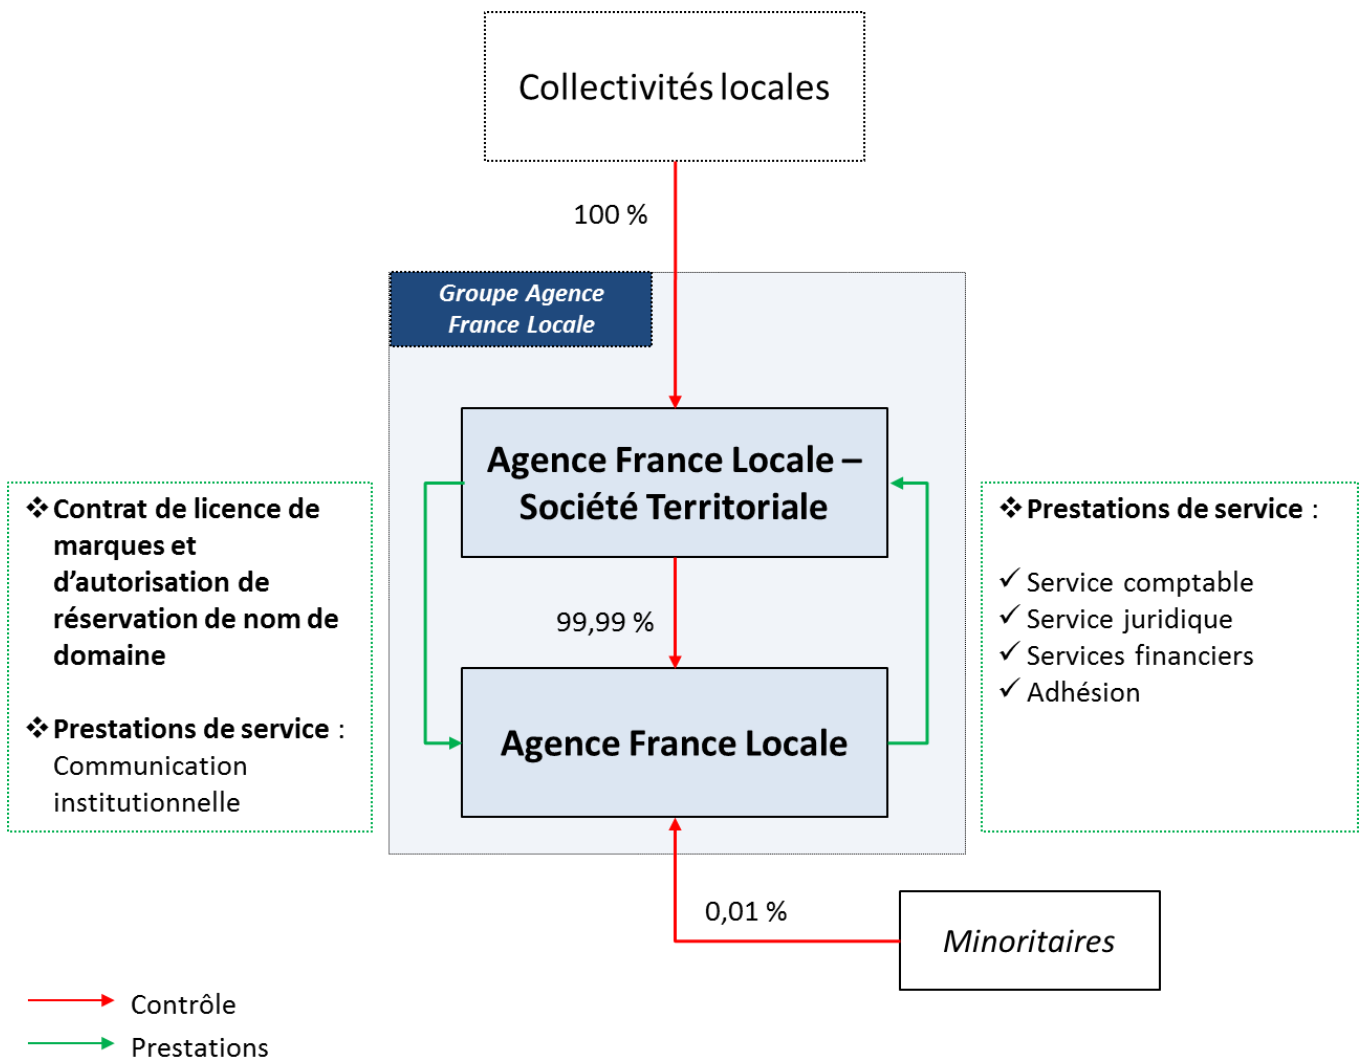 Collectivités locales
100 %
Groupe Agence
France Locale
Agence France Locale –
Société Territoriale
❖ Contrat de licence de
marques et
d’autorisation de
réservation de nom de
domaine
❖ Prestations de service :
Communication
institutionnelle
99,99 %
❖ Prestations de service :
✓ Service comptable
✓ Service juridique
✓ Services financiers
✓ Adhésion
Agence France Locale
0,01 %
Minoritaires
Contrôle
Prestations